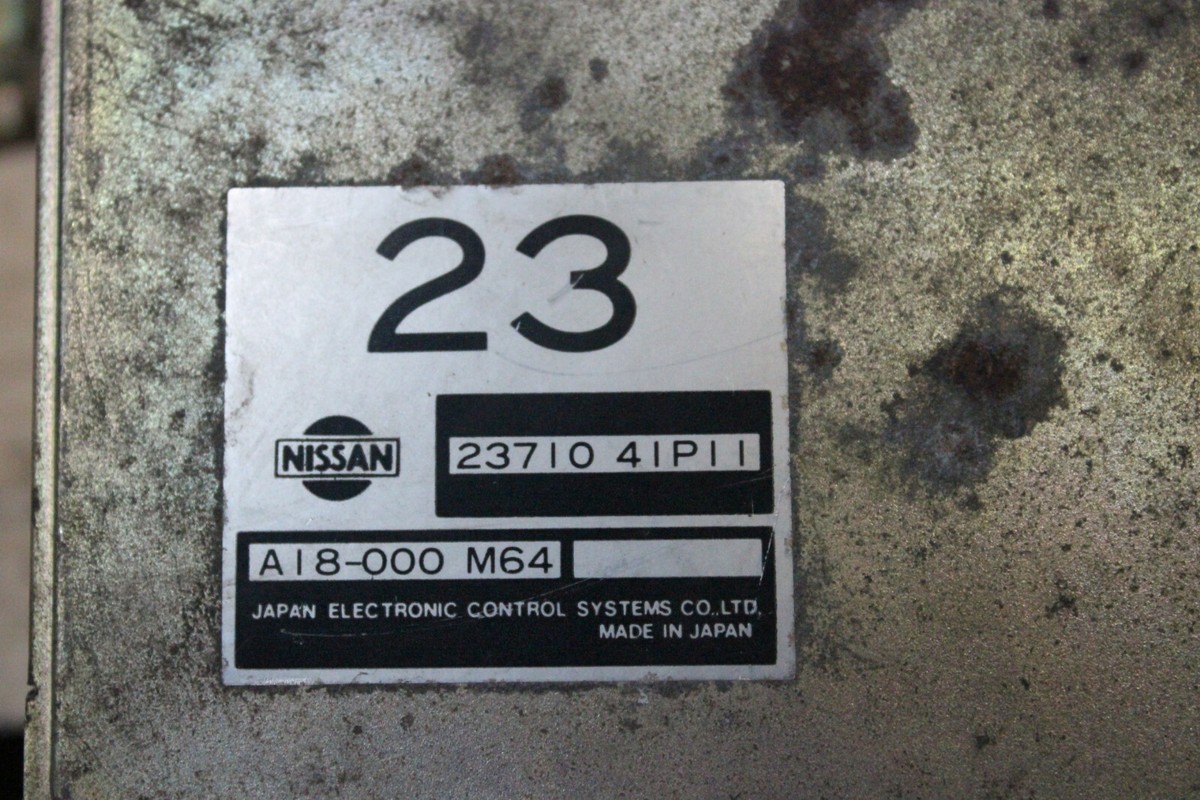 23
NISSAN
23710 41P11
A18-000 M64
JAPAN ELECTRONIC CONTROL SYSTEMS CO.,LTD.
MADE IN JAPAN